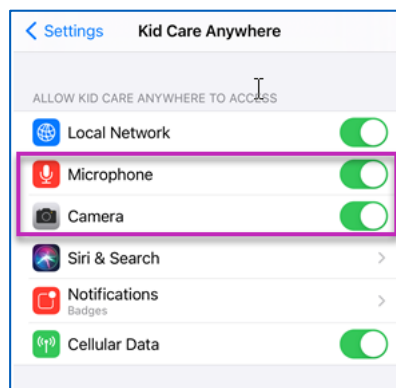 Settings Kid Care Anywhere
ALLOW KID CARE ANYWHERE TO ACCESS
Local Network
Microphone
Camera
Siri & Search
Notifications
Badges
Cellular Data